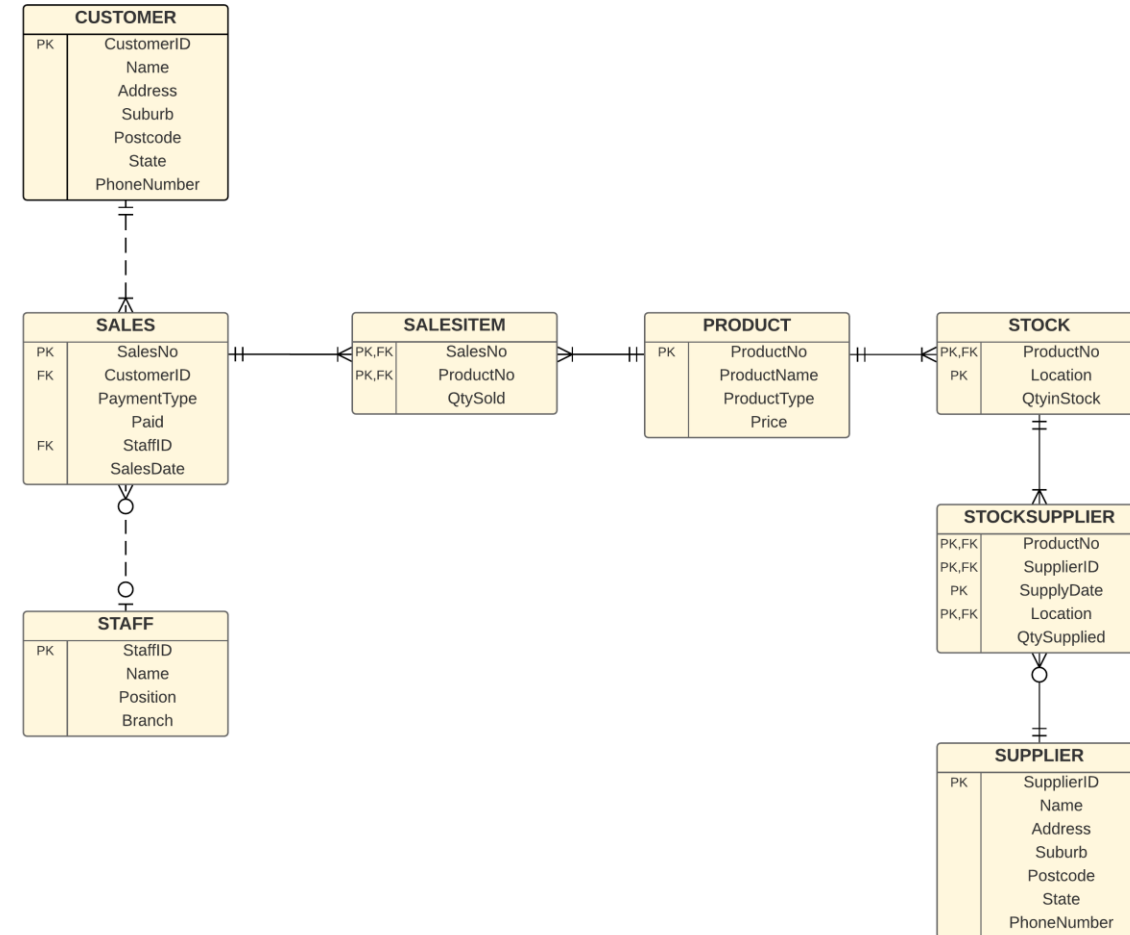 CUSTOMER
PK CustomerID
Name
Address
Suburb
Postcode
State
PhoneNumber
SALES
PK SalesNo
FK CustomerID
PaymentType
Paid
FK StaffID
SalesDate
SALESITEM
PK,FK SalesNo
PK,FK ProductNo
QtySold
PRODUCT
PK ProductNo
ProductName
ProductType
Price
STOCK
PK,FK ProductNo
PK Location
QtyinStock
STOCKSUPPLIER
PK,FK ProductNo
PK,FK SupplierID
PK SupplyDate
PK,FK Location
QtySupplied
STAFF
PK StaffID
Name
Position
Branch
SUPPLIER
PK SupplierID
Name
Address
Suburb
Postcode
State
PhoneNumber